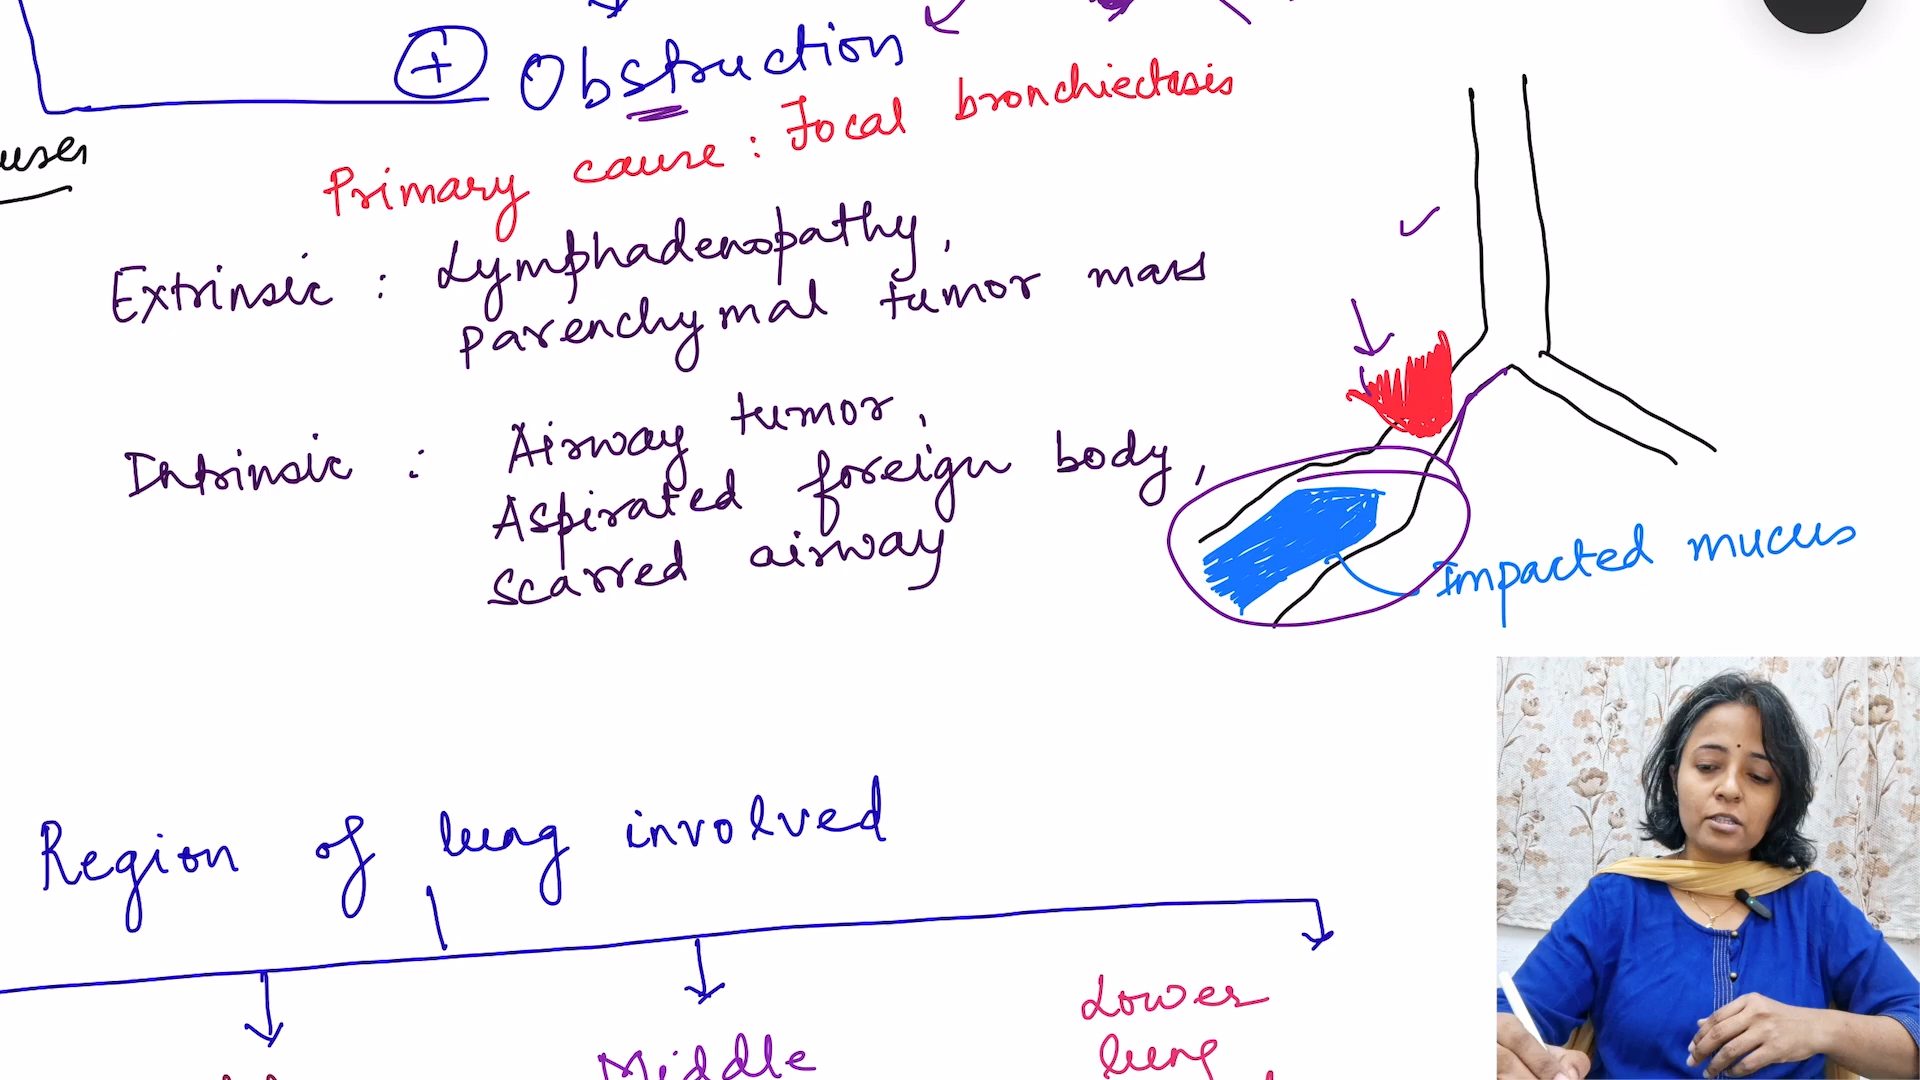 + Obstruction
Primary cause : Focal bronchiectasis
Extrinsic : Lymphadenopathy,
parenchymal tumor mass
Intrinsic : Airway tumor,
Aspirated foreign body,
scarred airway
Impacted mucus
Region of lung involved
Middle
Lower
lung